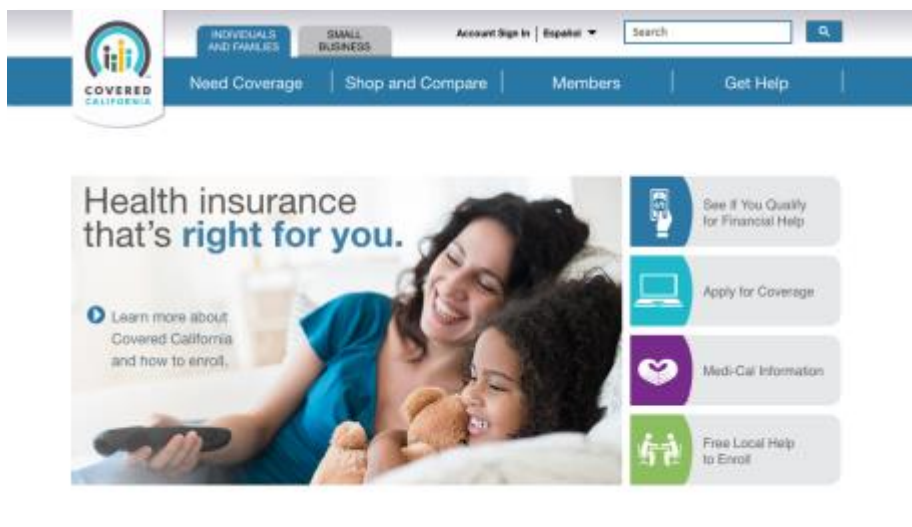 INDIVIDUALS
AND FAMILIES
SMALL
BUSINESS
Account Sign In | Español
Search
COVERED
CALIFORNIA
Need Coverage
Shop and Compare
Members
Get Help
Health insurance
that's right for you.
Learn more about
Covered California
and how to enroll.
See If You Qualify
for Financial Help
Apply for Coverage
Medi-Cal Information
Free Local Help
to Enroll